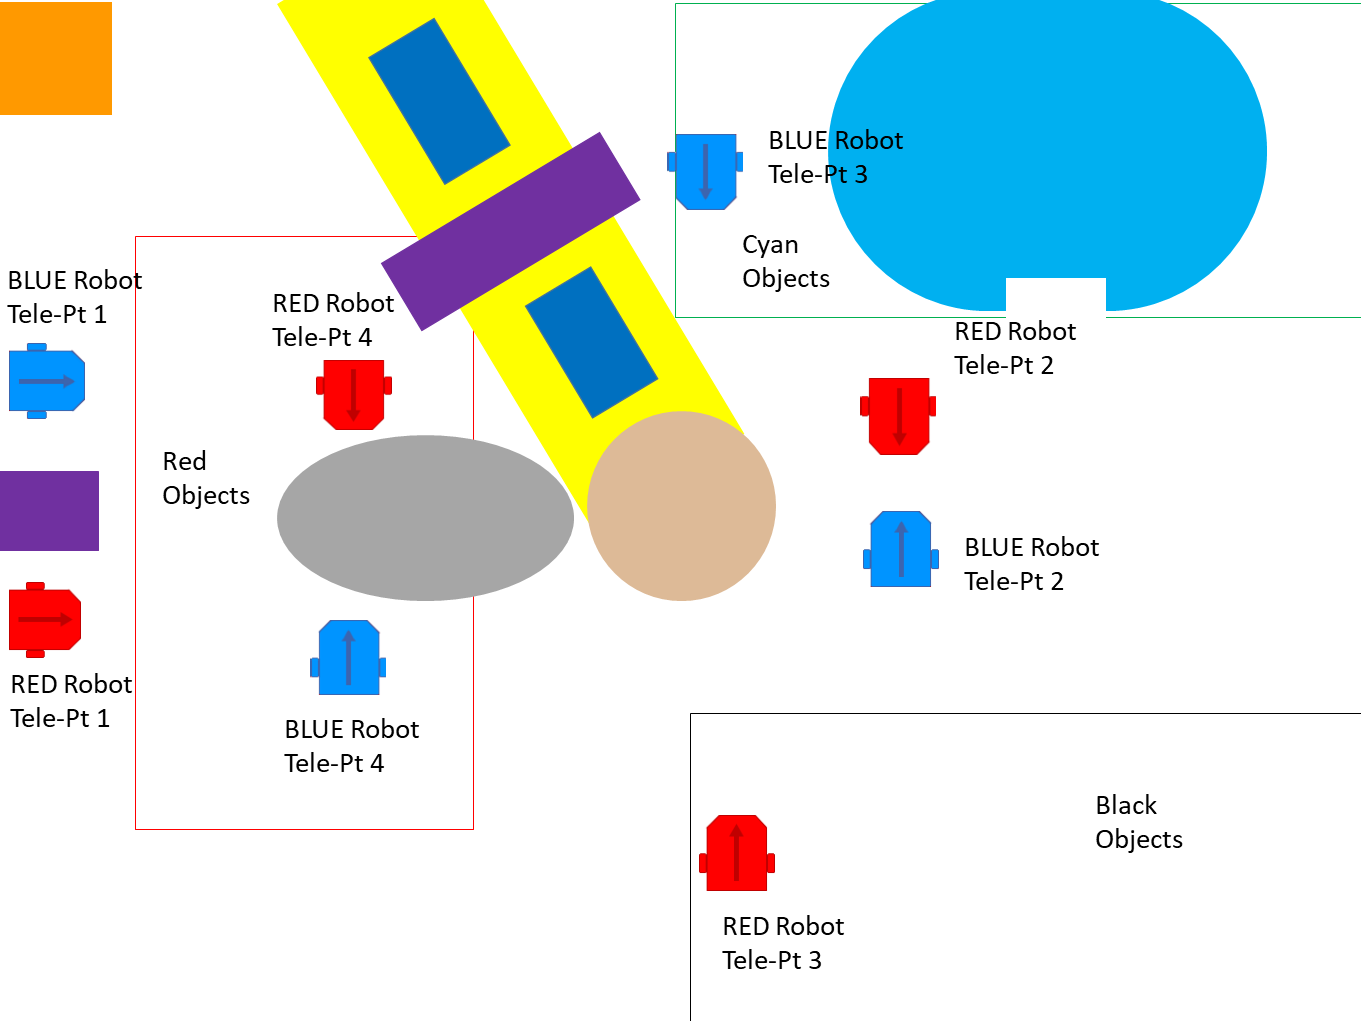 BLUE Robot
Tele-Pt 3
Cyan
Objects
BLUE Robot
Tele-Pt 1
RED Robot
Tele-Pt 4
RED Robot
Tele-Pt 2
Red
Objects
BLUE Robot
Tele-Pt 2
RED Robot
Tele-Pt 1
BLUE Robot
Tele-Pt 4
Black
Objects
RED Robot
Tele-Pt 3